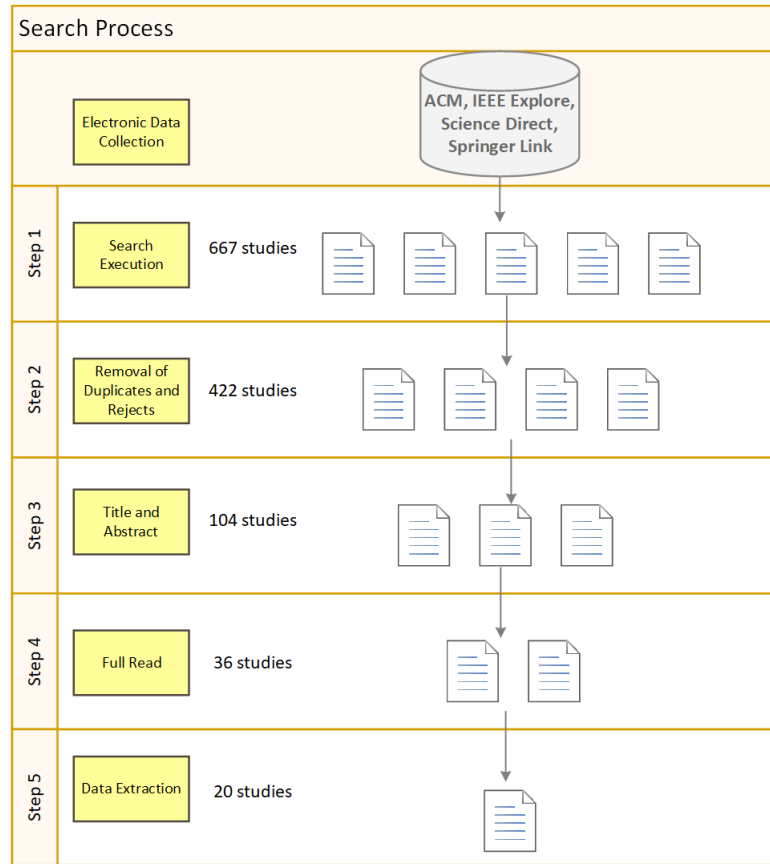 Search Process
Electronic Data
Collection
ACM, IEEE Explore,
Science Direct,
Springer Link
Step 1
Search
Execution
667 studies
Step 2
Removal of
Duplicates and
Rejects
422 studies
Step 3
Title and
Abstract
104 studies
Step 4
Full Read
36 studies
Step 5
Data Extraction
20 studies